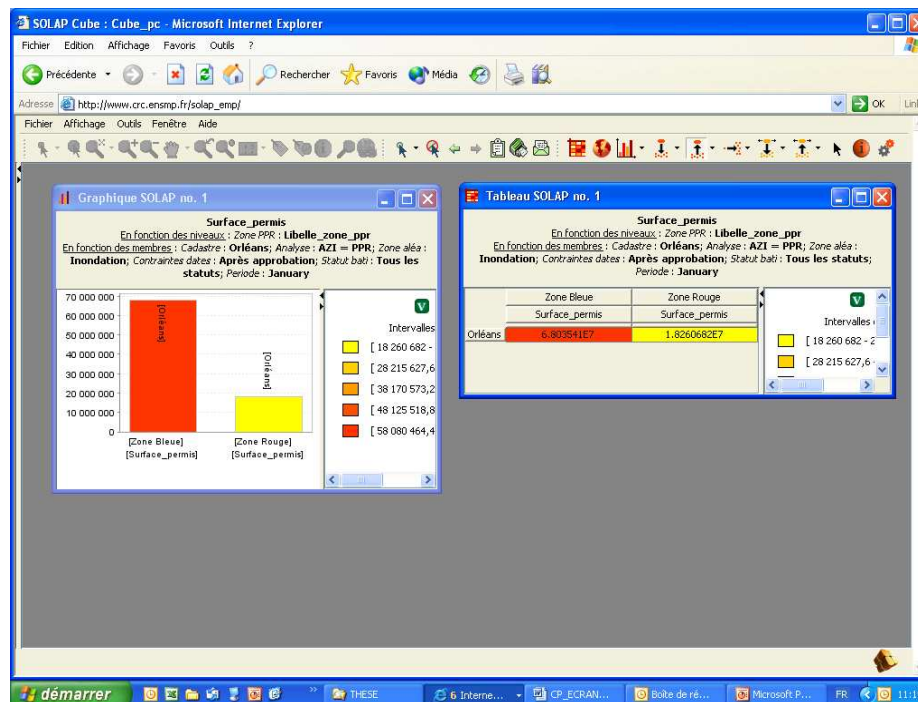 SOLAP Cube : Cube_pc - Microsoft Internet Explorer
Fichier Edition Affichage Favoris Outils ?
Précédente Rechercher Favoris Média
Adresse http://www.crc.ensmp.fr/solap_emp/ OK
Fichier Affichage Outils Fenêtre Aide
Graphique SOLAP no. 1
Surface_permis
En fonction des niveaux : Zone PPR : Libelle_zone_ppr
En fonction des membres : Cadastre : Orléans; Analyse : AZI = PPR; Zone aléa :
Inondation; Contraintes dates : Après approbation; Statut bati : Tous les
statuts; Periode : January
70 000 000
60 000 000
50 000 000
40 000 000
30 000 000
20 000 000
10 000 000
0
[Orléans]
[Orléans]
[Zone Bleue] [Zone Rouge]
[Surface_permis] [Surface_permis]
V
Intervalles
[ 18 260 682 -
[ 28 215 627,6
[ 38 170 573,2
[ 48 125 518,8
[ 58 080 464,4
Tableau SOLAP no. 1
Surface_permis
En fonction des niveaux : Zone PPR : Libelle_zone_ppr
En fonction des membres : Cadastre : Orléans; Analyse : AZI = PPR; Zone aléa :
Inondation; Contraintes dates : Après approbation; Statut bati : Tous les statuts;
Periode : January
Zone Bleue Zone Rouge
Surface_permis Surface_permis
Orléans 6.803541E7 1.8260682E7
V
Intervalles
[ 18 260 682 - 2
[ 28 215 627,6 -
démarrer THESE 6 Interne... CP_ECRAN... Boîte de ré... Microsoft P... FR